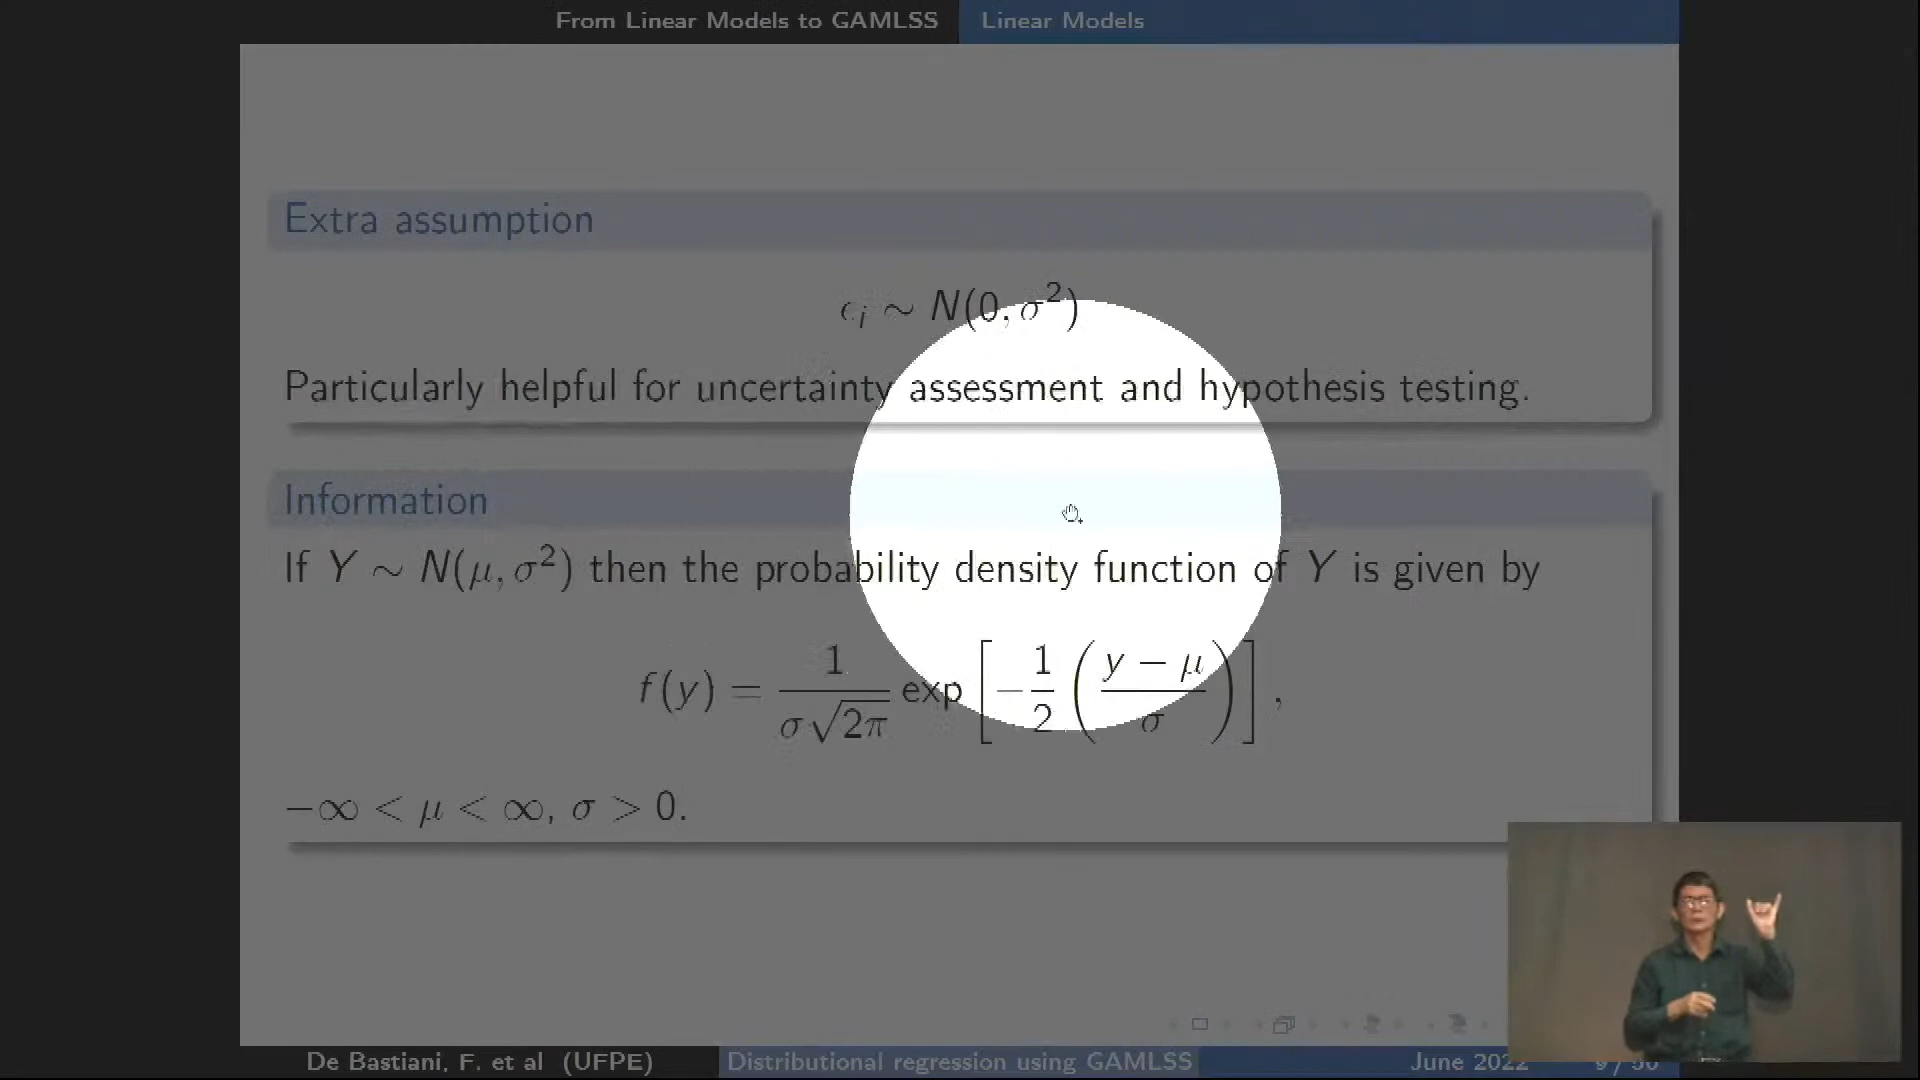 From Linear Models to GAMLSS Linear Models
Extra assumption
ϵᵢ ∼ N(0, σ²)
Particularly helpful for uncertainty assessment and hypothesis testing.
Information
If Y ∼ N(μ, σ²) then the probability density function of Y is given by
f(y) = 1/(σ√2π) exp [−1/2 ((y − μ)/σ)],
−∞ < μ < ∞, σ > 0.
De Bastiani, F. et al (UFPE) Distributional regression using GAMLSS June 2022